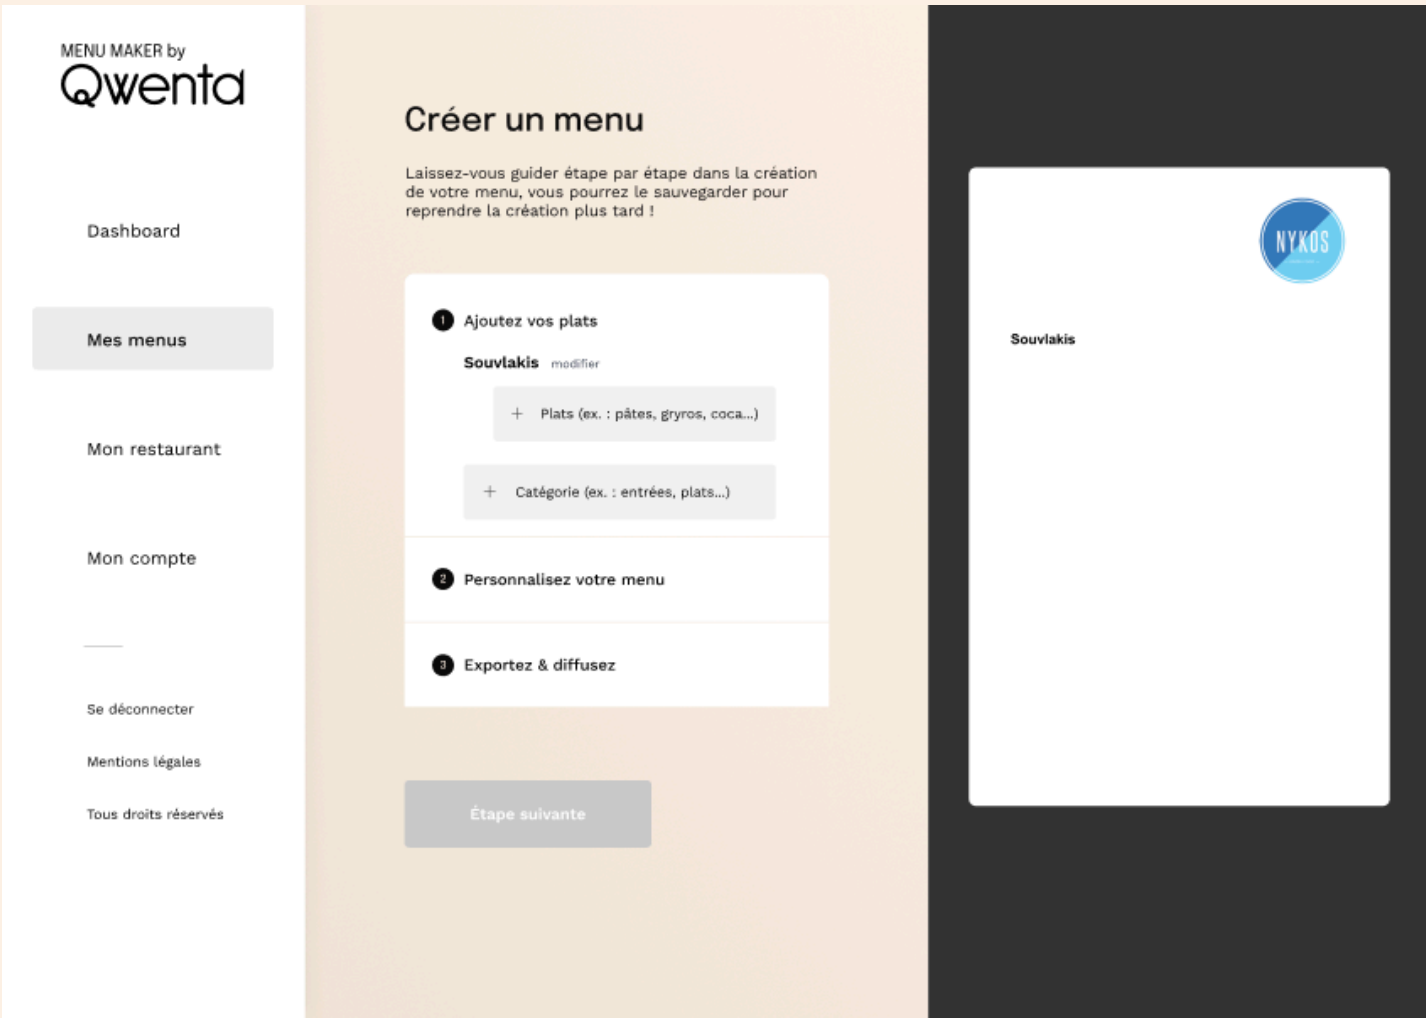 MENU MAKER by
Qwenta
Dashboard
Mes menus
Mon restaurant
Mon compte
Se déconnecter
Mentions légales
Tous droits réservés
Créer un menu
Laissez-vous guider étape par étape dans la création
de votre menu, vous pourrez le sauvegarder pour
reprendre la création plus tard !
1 Ajoutez vos plats
Souvlakis modifier
+ Plats (ex. : pâtes, gryros, coca...)
+ Catégorie (ex. : entrées, plats...)
2 Personnalisez votre menu
3 Exportez & diffusez
Étape suivante
NYKOS
Souvlakis